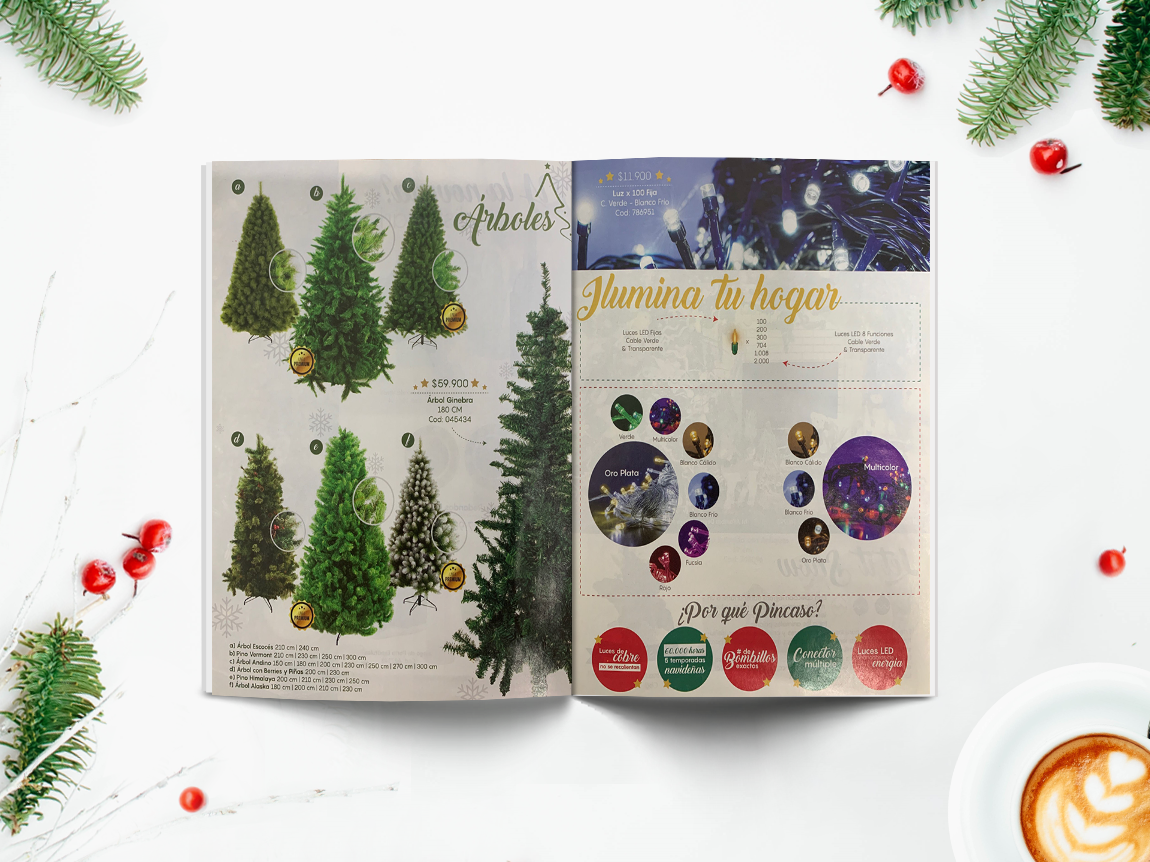 a
b
c
Árboles
PREMIUM
PREMIUM
$59.900
Árbol Ginebra
180 CM
Cod. 045434
d
e
f
PREMIUM
PREMIUM
a) Árbol Escocés 210 cm | 240 cm
b) Pino Vermont 210 cm | 230 cm | 250 cm | 300 cm
c) Árbol Andino 150 cm | 180 cm | 200 cm | 230 cm | 250 cm | 270 cm | 300 cm
d) Árbol con Berries y Piñas 200 cm | 230 cm
e) Pino Himalaya 200 cm | 210 cm | 230 cm | 250 cm
f) Árbol Alaska 180 cm | 200 cm | 210 cm | 230 cm
$11.900
Luz x 100 Fija
C. Verde - Blanco Frío
Cod: 786951
Ilumina tu hogar
Luces LED Fijas
Cable Verde
& Transparente
x
100
200
300
704
1.008
2.000
Luces LED 8 Funciones
Cable Verde
& Transparente
Verde
Multicolor
Blanco Cálido
Oro Plata
Blanco Frío
Fucsia
Rojo
Blanco Cálido
Multicolor
Blanco Frío
Oro Plata
¿Por qué Pincaso?
Luces de
cobre
no se recalientan
60.000 horas
5 temporadas
navideñas
# de
Bombillos
exactos
Conector
múltiple
Luces LED
energía